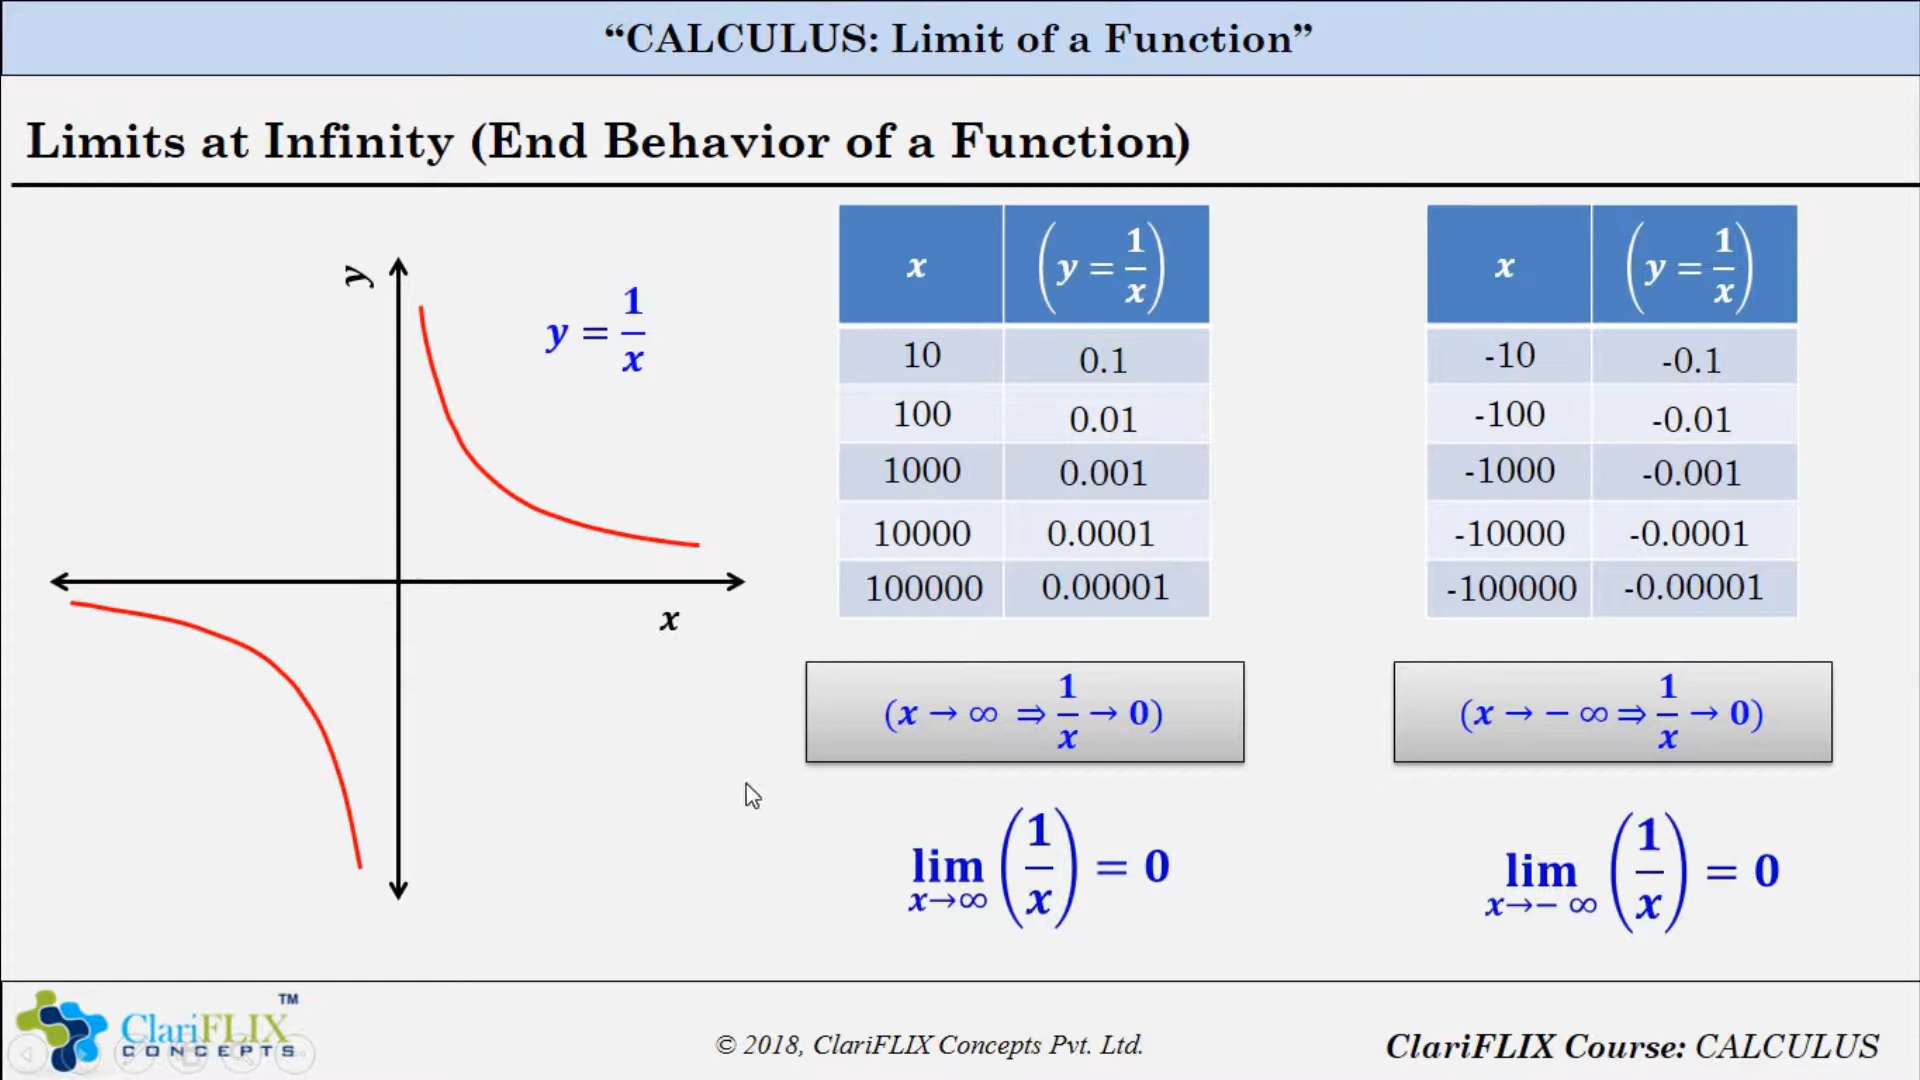 “CALCULUS: Limit of a Function”
Limits at Infinity (End Behavior of a Function)
y
y = 1/x
x
x (y = 1/x)
10 0.1
100 0.01
1000 0.001
10000 0.0001
100000 0.00001
(x → ∞ ⇒ 1/x → 0)
lim x→∞ (1/x) = 0
x (y = 1/x)
-10 -0.1
-100 -0.01
-1000 -0.001
-10000 -0.0001
-100000 -0.00001
(x → − ∞ ⇒ 1/x → 0)
lim x→− ∞ (1/x) = 0
ClariFLIX TM
CONCEPTS
© 2018, ClariFLIX Concepts Pvt. Ltd.
ClariFLIX Course: CALCULUS